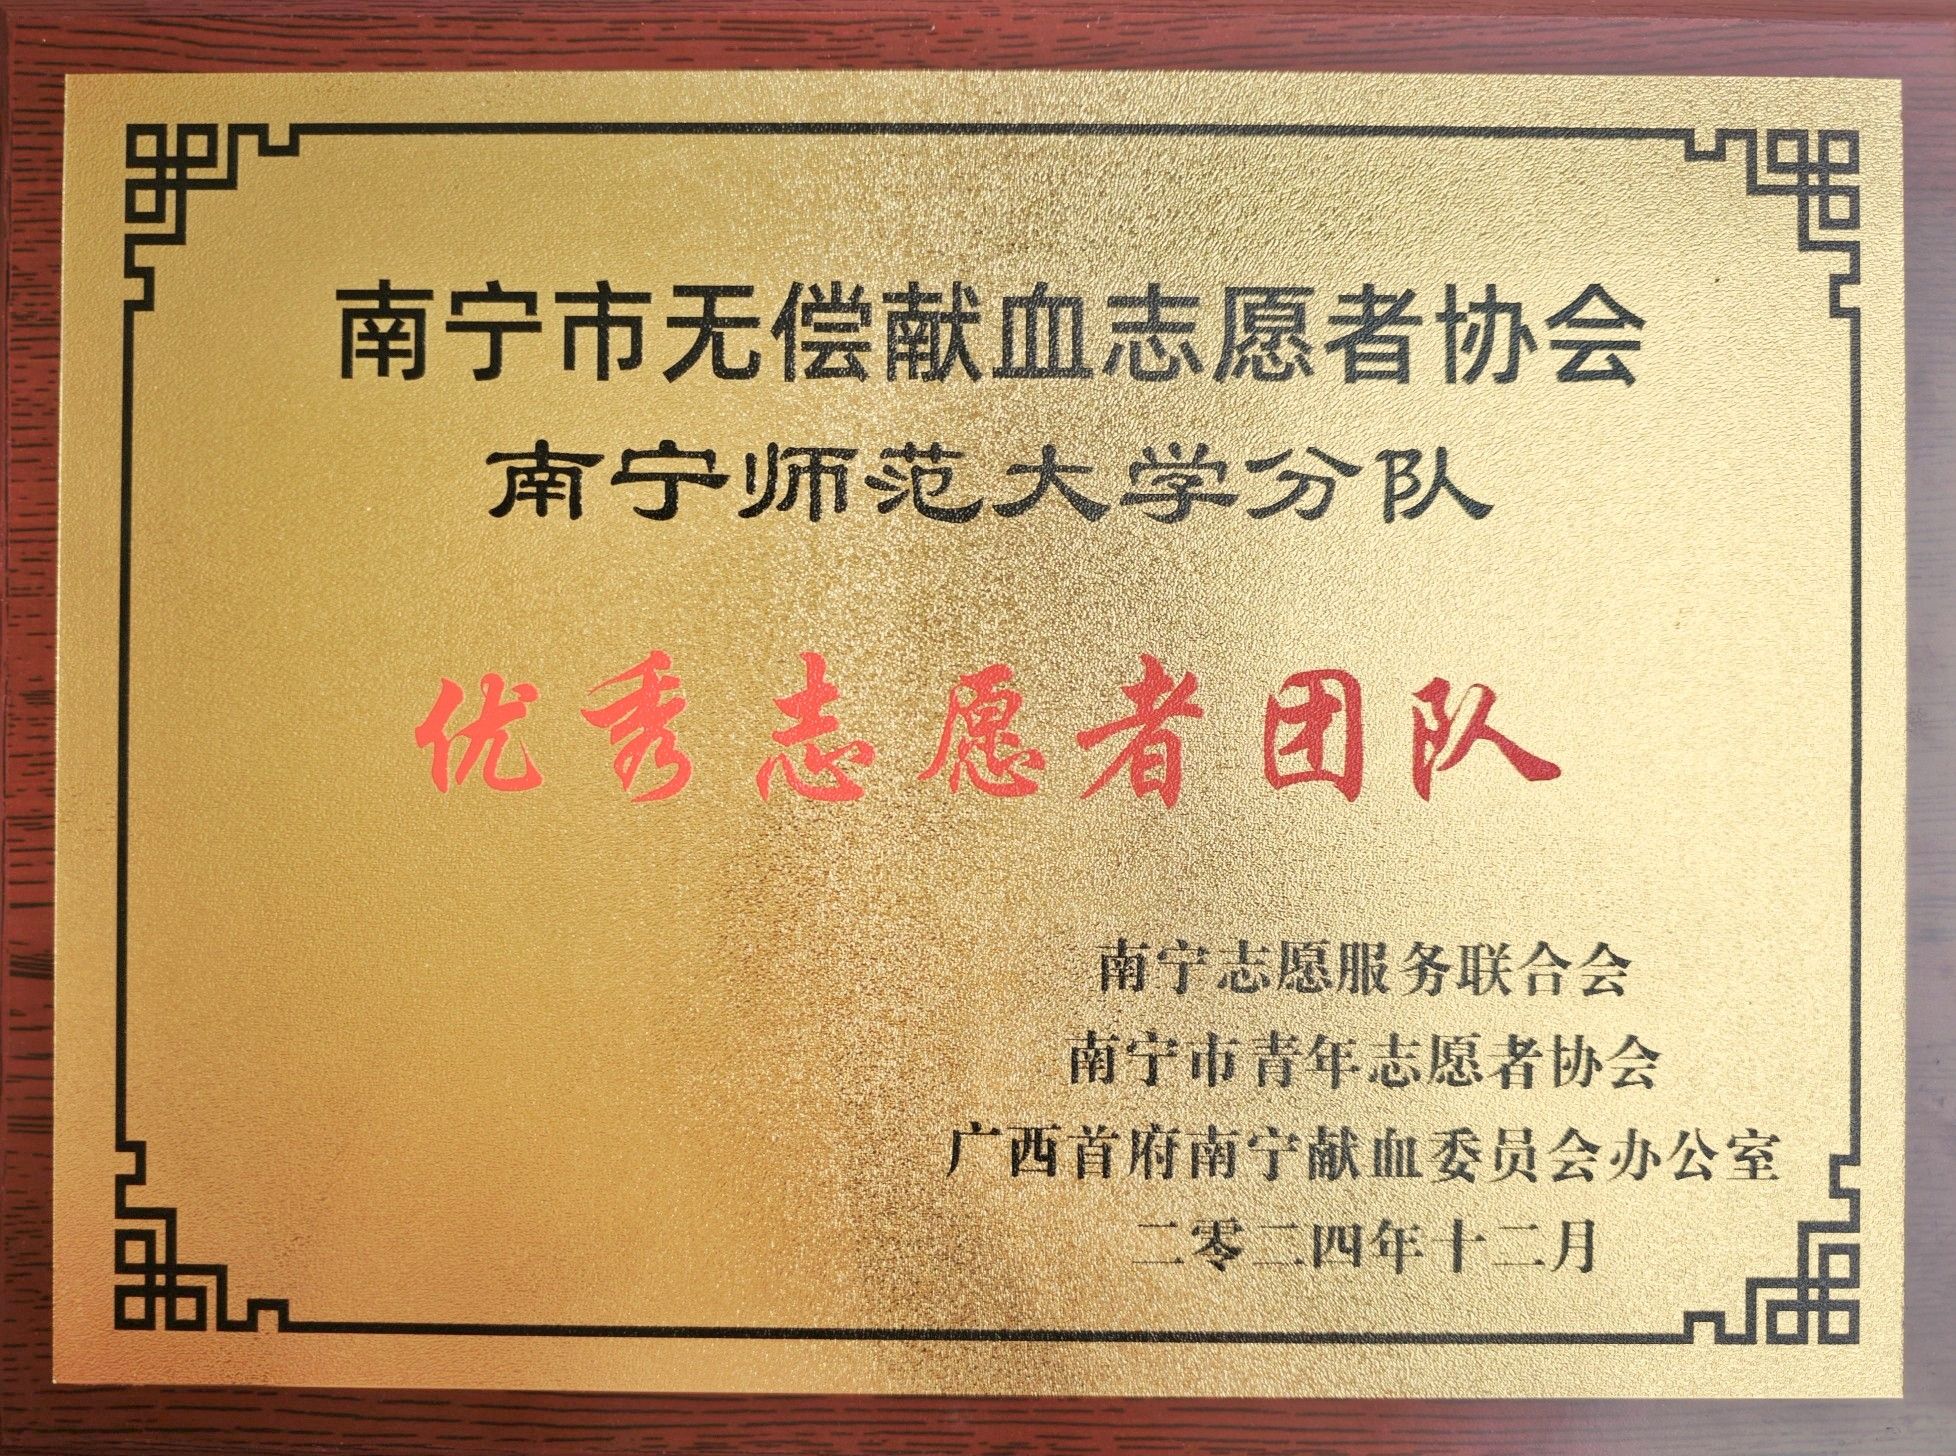 南宁市无偿献血志愿者协会
南宁师范大学分队
优秀志愿者团队
南宁志愿服务联合会
南宁市青年志愿者协会
广西首府南宁献血委员会办公室
二零二四年十二月